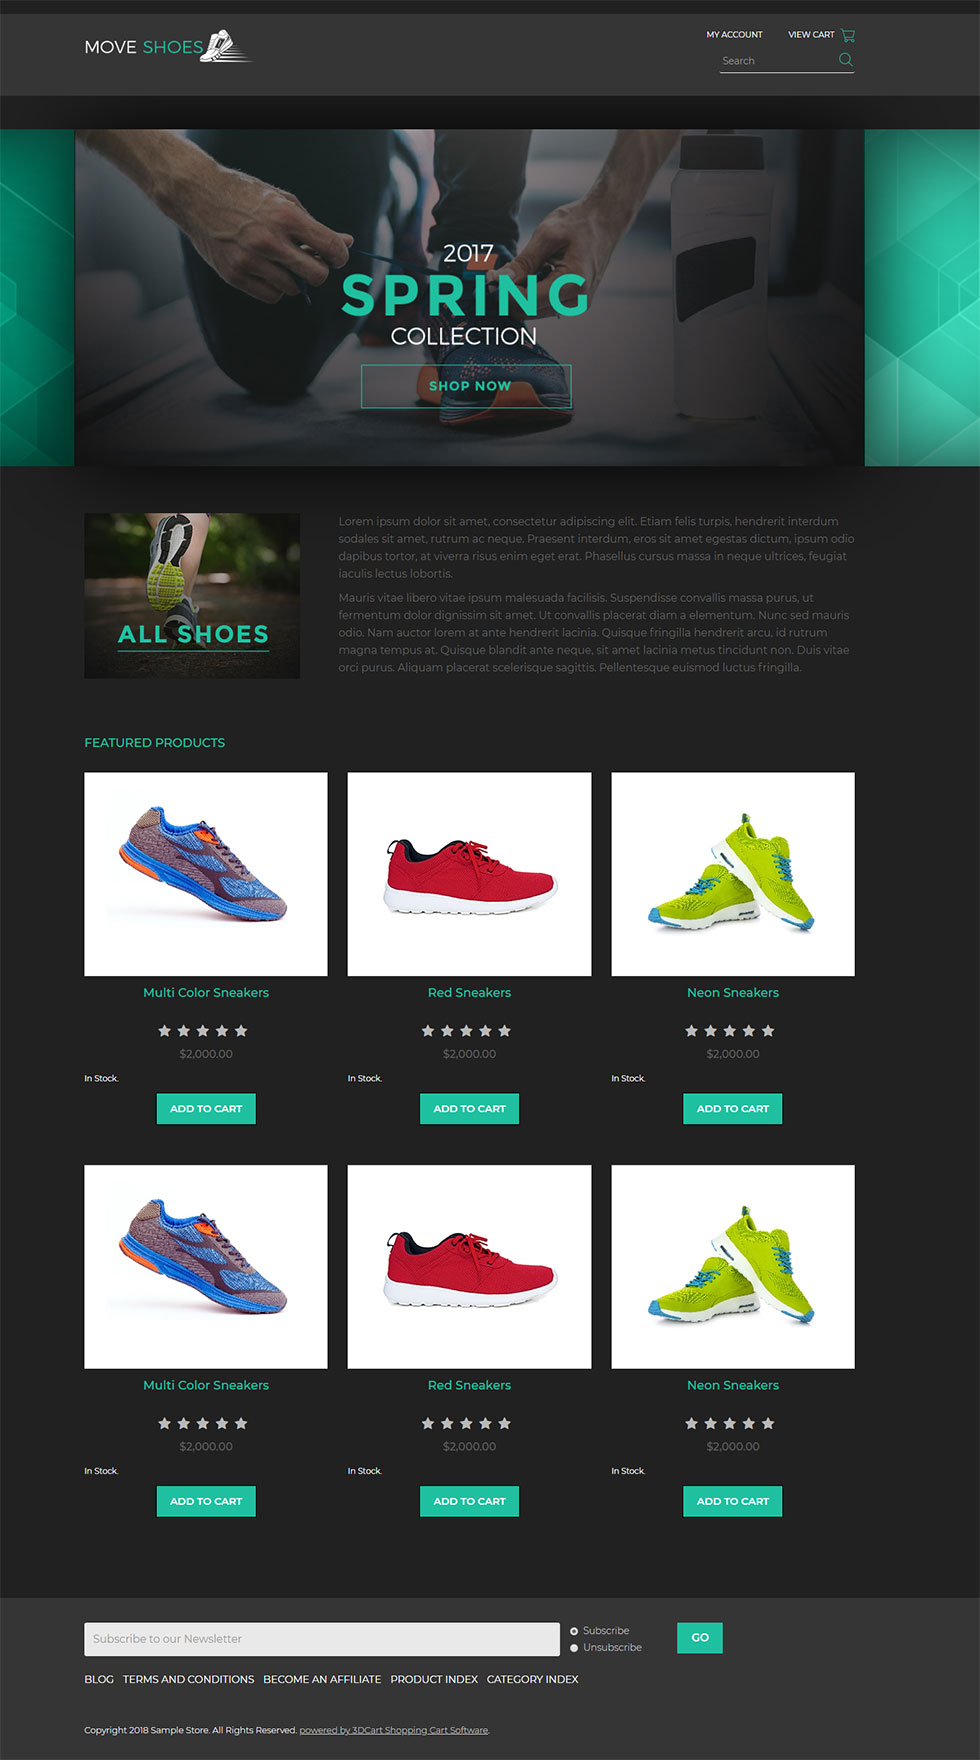 MOVE SHOES
MY ACCOUNT
VIEW CART
Search
2017
SPRING
COLLECTION
SHOP NOW
ALL SHOES
Lorem ipsum dolor sit amet, consectetur adipiscing elit. Etiam felis turpis, hendrerit interdum
sodales sit amet, rutrum ac neque. Praesent interdum, eros sit amet egestas dictum, ipsum odio
dapibus tortor, at viverra risus enim eget erat. Phasellus cursus massa in neque ultrices, feugiat
iaculis lectus lobortis.
Mauris vitae libero vitae ipsum malesuada facilisis. Suspendisse convallis massa purus, ut
fermentum dolor dignissim sit amet. Ut convallis placerat diam a elementum. Nunc sed mauris
odio. Nam auctor lorem at ante hendrerit lacinia. Quisque fringilla hendrerit arcu, id rutrum
magna tempus at. Quisque blandit ante neque, sit amet lacinia metus tincidunt non. Duis vitae
orci purus. Aliquam placerat scelerisque sagittis. Pellentesque euismod luctus fringilla.
FEATURED PRODUCTS
Multi Color Sneakers
$2,000.00
In Stock.
ADD TO CART
Red Sneakers
$2,000.00
In Stock.
ADD TO CART
Neon Sneakers
$2,000.00
In Stock.
ADD TO CART
Multi Color Sneakers
$2,000.00
In Stock.
ADD TO CART
Red Sneakers
$2,000.00
In Stock.
ADD TO CART
Neon Sneakers
$2,000.00
In Stock.
ADD TO CART
Subscribe to our Newsletter
Subscribe
Unsubscribe
GO
BLOG TERMS AND CONDITIONS BECOME AN AFFILIATE PRODUCT INDEX CATEGORY INDEX
Copyright 2018 Sample Store. All Rights Reserved. powered by 3DCart Shopping Cart Software.